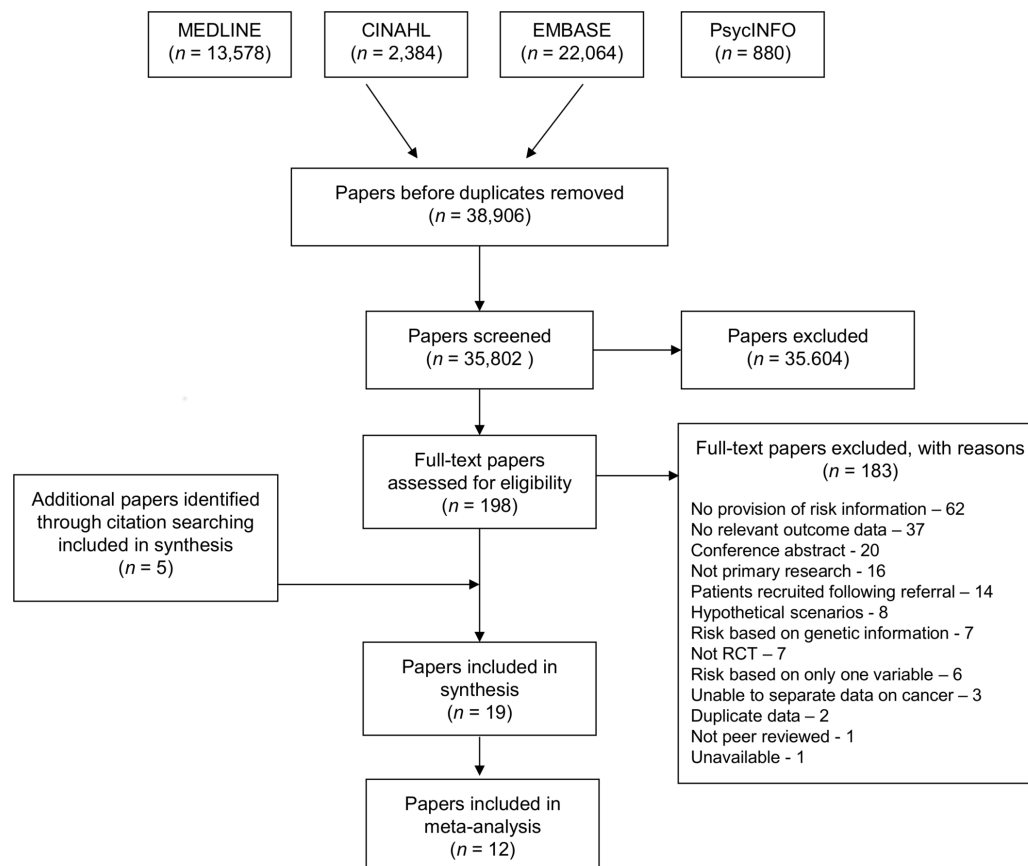 MEDLINE
(n = 13,578)
CINAHL
(n = 2,384)
EMBASE
(n = 22,064)
PsycINFO
(n = 880)
Papers before duplicates removed
(n = 38,906)
Papers screened
(n = 35,802 )
Papers excluded
(n = 35.604)
Full-text papers
assessed for eligibility
(n = 198)
Full-text papers excluded, with reasons
(n = 183)
No provision of risk information – 62
No relevant outcome data – 37
Conference abstract - 20
Not primary research - 16
Patients recruited following referral – 14
Hypothetical scenarios – 8
Risk based on genetic information - 7
Not RCT – 7
Risk based on only one variable – 6
Unable to separate data on cancer – 3
Duplicate data – 2
Not peer reviewed - 1
Unavailable - 1
Additional papers identified
through citation searching
included in synthesis
(n = 5)
Papers included in
synthesis
(n = 19)
Papers included in
meta-analysis
(n = 12)